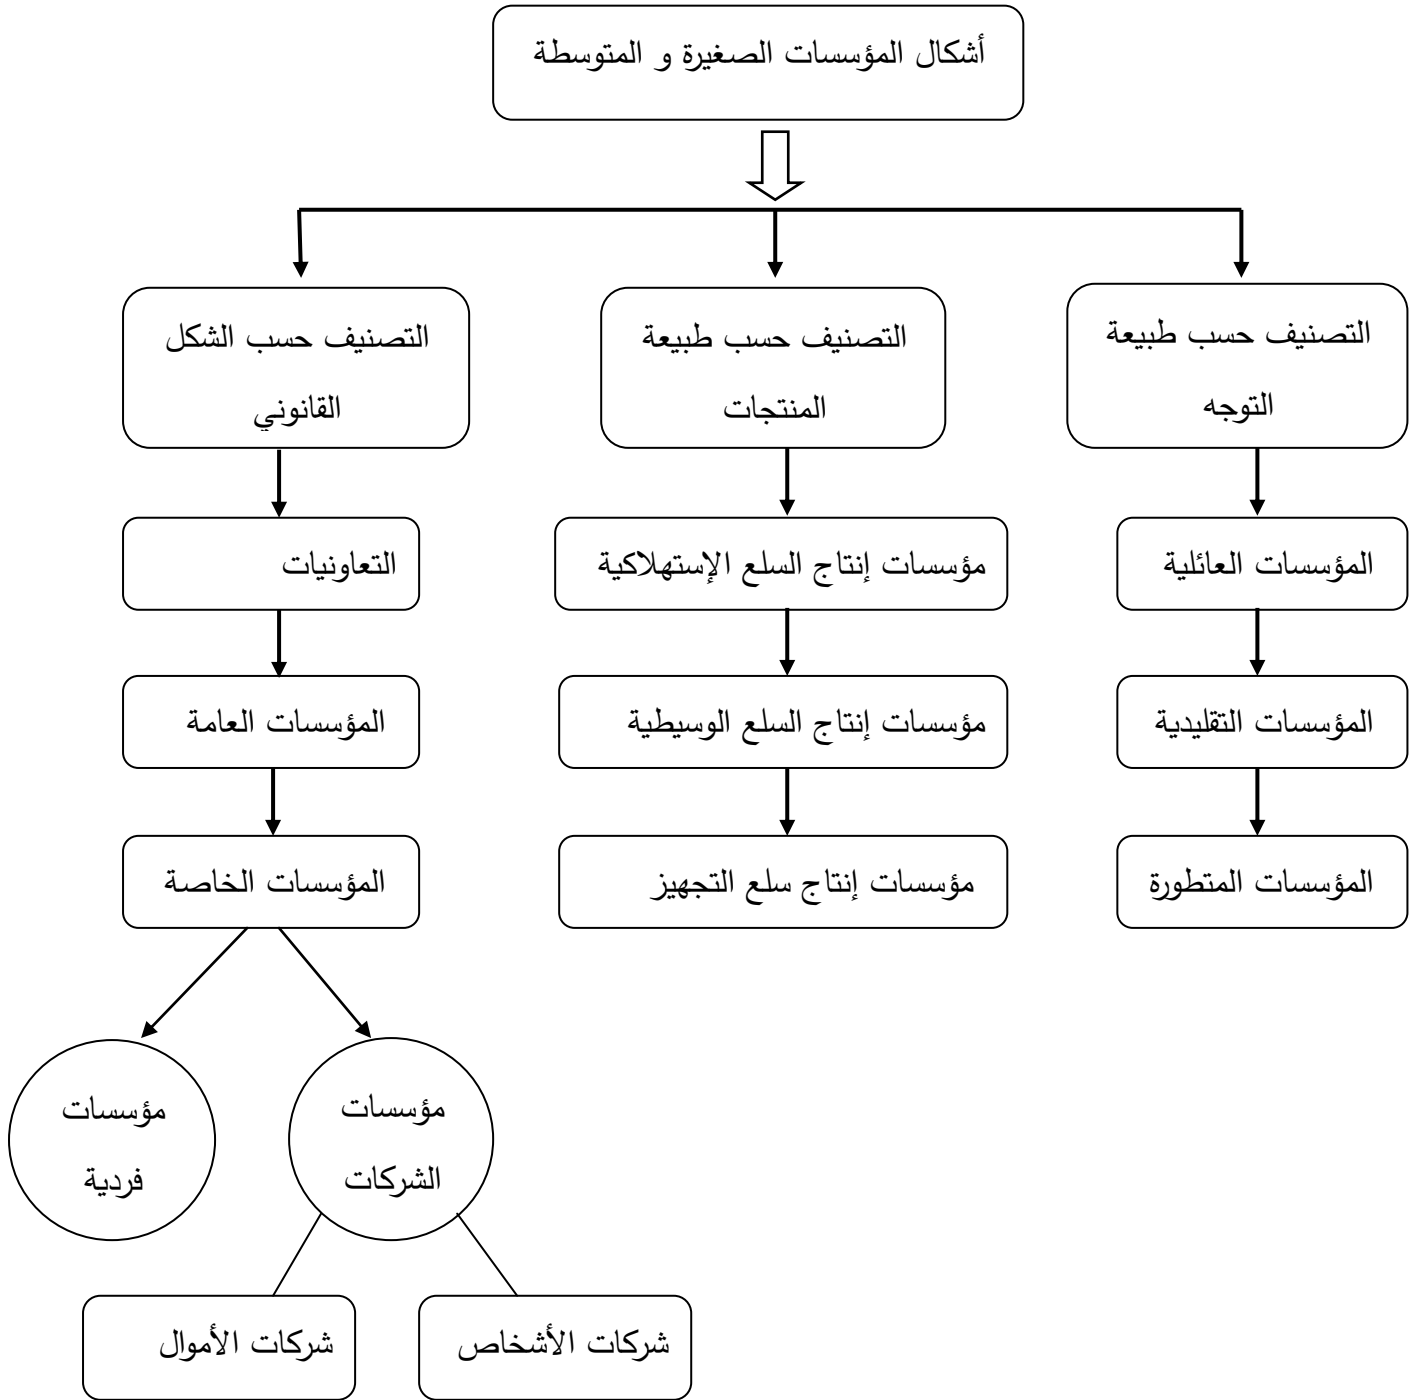 أشكال المؤسسات الصغيرة و المتوسطة
التصنيف حسب طبيعة
التوجه
التصنيف حسب طبيعة
المنتجات
التصنيف حسب الشكل
القانوني
المؤسسات العائلية
مؤسسات إنتاج السلع الإستهلاكية
التعاونيات
المؤسسات التقليدية
مؤسسات إنتاج السلع الوسيطية
المؤسسات العامة
المؤسسات المتطورة
مؤسسات إنتاج سلع التجهيز
المؤسسات الخاصة
مؤسسات
الشركات
مؤسسات
فردية
شركات الأشخاص
شركات الأموال